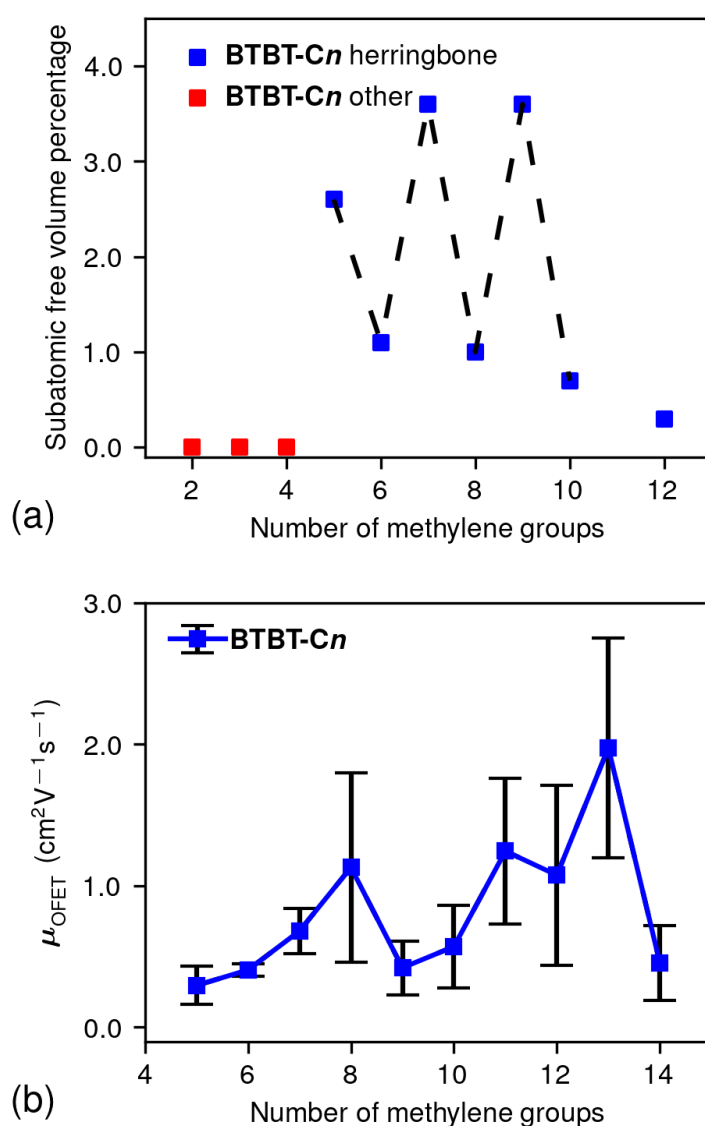 Subatomic free volume percentage
4.0
3.0
2.0
1.0
0.0
BTBT-Cn herringbone
BTBT-Cn other
2
4
6
8
10
12
Number of methylene groups
(a)
μOFET (cm²V⁻¹s⁻¹)
3.0
2.0
1.0
0.0
BTBT-Cn
4
6
8
10
12
14
Number of methylene groups
(b)